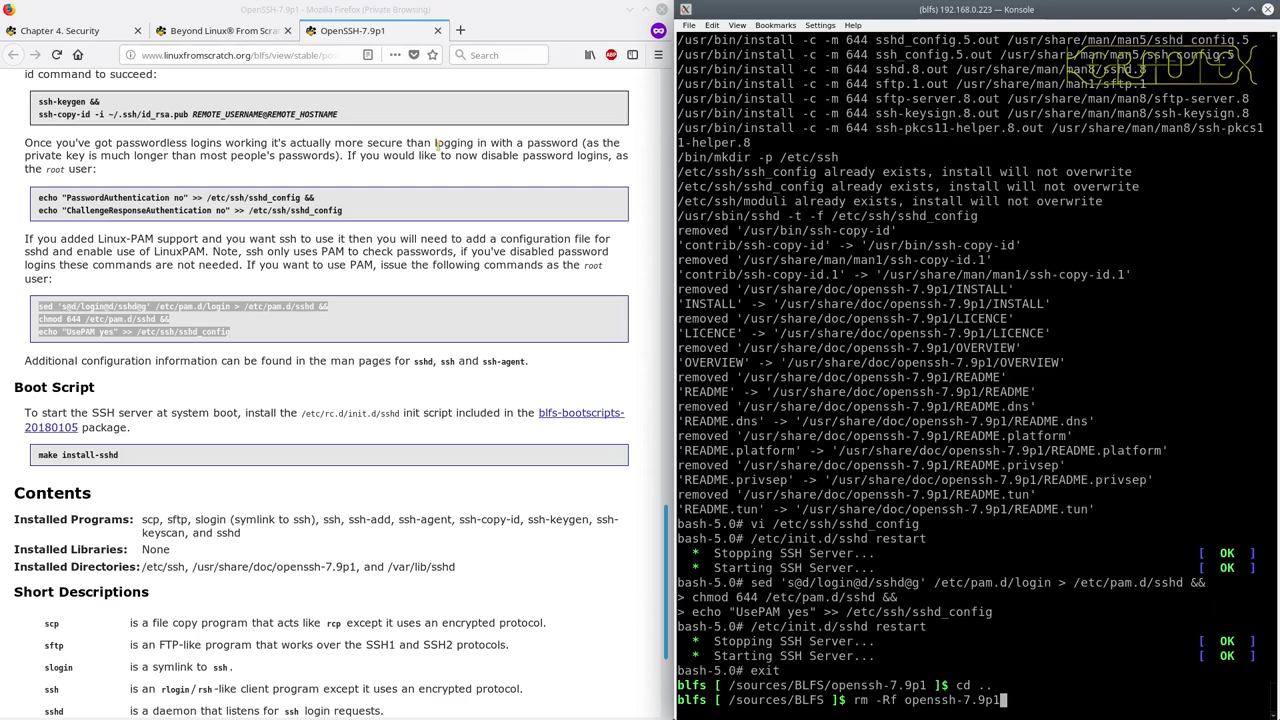 OpenSSH-7.9p1 - Mozilla Firefox (Private Browsing)
Chapter 4. Security
Beyond Linux® From Scra
OpenSSH-7.9p1
www.linuxfromscratch.org/blfs/view/stable/post
Search
id command to succeed:
ssh-keygen &&
ssh-copy-id -i ~/.ssh/id_rsa.pub REMOTE_USERNAME@REMOTE_HOSTNAME
Once you've got passwordless logins working it's actually more secure than logging in with a password (as the
private key is much longer than most people's passwords). If you would like to now disable password logins, as
the root user:
echo "PasswordAuthentication no" >> /etc/ssh/sshd_config &&
echo "ChallengeResponseAuthentication no" >> /etc/ssh/sshd_config
If you added Linux-PAM support and you want ssh to use it then you will need to add a configuration file for
sshd and enable use of LinuxPAM. Note, ssh only uses PAM to check passwords, if you've disabled password
logins these commands are not needed. If you want to use PAM, issue the following commands as the root
user:
sed 's@d/login@d/sshd@g' /etc/pam.d/login > /etc/pam.d/sshd &&
chmod 644 /etc/pam.d/sshd &&
echo "UsePAM yes" >> /etc/ssh/sshd_config
Additional configuration information can be found in the man pages for sshd, ssh and ssh-agent.
Boot Script
To start the SSH server at system boot, install the /etc/rc.d/init.d/sshd init script included in the blfs-bootscripts-
20180105 package.
make install-sshd
Contents
Installed Programs: scp, sftp, slogin (symlink to ssh), ssh, ssh-add, ssh-agent, ssh-copy-id, ssh-keygen, ssh-
keyscan, and sshd
Installed Libraries: None
Installed Directories: /etc/ssh, /usr/share/doc/openssh-7.9p1, and /var/lib/sshd
Short Descriptions
scp is a file copy program that acts like rcp except it uses an encrypted protocol.
sftp is an FTP-like program that works over the SSH1 and SSH2 protocols.
slogin is a symlink to ssh.
ssh is an rlogin/rsh-like client program except it uses an encrypted protocol.
sshd is a daemon that listens for ssh login requests.
(blfs) 192.168.0.223 — Konsole
File Edit View Bookmarks Settings Help
/usr/bin/install -c -m 644 sshd_config.5.out /usr/share/man/man5/sshd_config.5
/usr/bin/install -c -m 644 ssh_config.5.out /usr/share/man/man5/ssh_config.5
/usr/bin/install -c -m 644 sshd.8.out /usr/share/man/man8/sshd.8
/usr/bin/install -c -m 644 sftp.1.out /usr/share/man/man1/sftp.1
/usr/bin/install -c -m 644 sftp-server.8.out /usr/share/man/man8/sftp-server.8
/usr/bin/install -c -m 644 ssh-keysign.8.out /usr/share/man/man8/ssh-keysign.8
/usr/bin/install -c -m 644 ssh-pkcs11-helper.8.out /usr/share/man/man8/ssh-pkcs1
1-helper.8
/bin/mkdir -p /etc/ssh
/etc/ssh/ssh_config already exists, install will not overwrite
/etc/ssh/sshd_config already exists, install will not overwrite
/etc/ssh/moduli already exists, install will not overwrite
/usr/sbin/sshd -t -f /etc/ssh/sshd_config
removed '/usr/bin/ssh-copy-id'
'contrib/ssh-copy-id' -> '/usr/bin/ssh-copy-id'
removed '/usr/share/man/man1/ssh-copy-id.1'
'contrib/ssh-copy-id.1' -> '/usr/share/man/man1/ssh-copy-id.1'
removed '/usr/share/doc/openssh-7.9p1/INSTALL'
'INSTALL' -> '/usr/share/doc/openssh-7.9p1/INSTALL'
removed '/usr/share/doc/openssh-7.9p1/LICENCE'
'LICENCE' -> '/usr/share/doc/openssh-7.9p1/LICENCE'
removed '/usr/share/doc/openssh-7.9p1/OVERVIEW'
'OVERVIEW' -> '/usr/share/doc/openssh-7.9p1/OVERVIEW'
removed '/usr/share/doc/openssh-7.9p1/README'
'README' -> '/usr/share/doc/openssh-7.9p1/README'
removed '/usr/share/doc/openssh-7.9p1/README.dns'
'README.dns' -> '/usr/share/doc/openssh-7.9p1/README.dns'
removed '/usr/share/doc/openssh-7.9p1/README.platform'
'README.platform' -> '/usr/share/doc/openssh-7.9p1/README.platform'
removed '/usr/share/doc/openssh-7.9p1/README.privsep'
'README.privsep' -> '/usr/share/doc/openssh-7.9p1/README.privsep'
removed '/usr/share/doc/openssh-7.9p1/README.tun'
'README.tun' -> '/usr/share/doc/openssh-7.9p1/README.tun'
bash-5.0# vi /etc/ssh/sshd_config
bash-5.0# /etc/init.d/sshd restart
* Stopping SSH Server... [ OK ]
* Starting SSH Server... [ OK ]
bash-5.0# sed 's@d/login@d/sshd@g' /etc/pam.d/login > /etc/pam.d/sshd &&
> chmod 644 /etc/pam.d/sshd &&
> echo "UsePAM yes" >> /etc/ssh/sshd_config
bash-5.0# /etc/init.d/sshd restart
* Stopping SSH Server... [ OK ]
* Starting SSH Server... [ OK ]
bash-5.0# exit
blfs [ /sources/BLFS/openssh-7.9p1 ]$ cd ..
blfs [ /sources/BLFS ]$ rm -Rf openssh-7.9p1